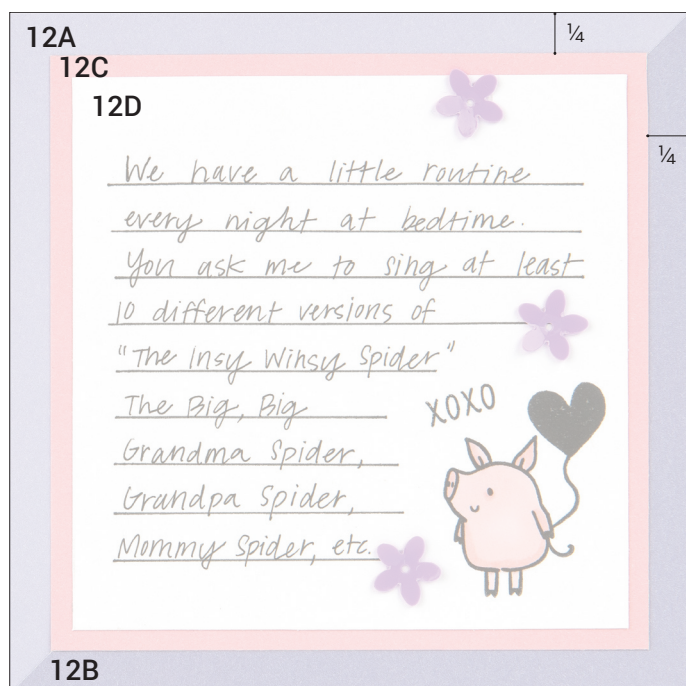 12A
¼
12C
12D
¼
We have a little routine
every night at bedtime.
You ask me to sing at least
10 different versions of
"The Insy Winsy Spider"
The Big, Big
XOXO
Grandma Spider,
Grandpa Spider,
Mommy Spider, etc.
12B